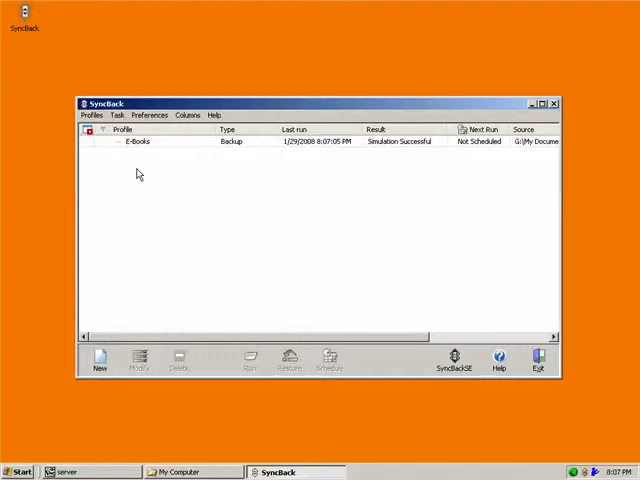 SyncBack
SyncBack
Profiles Task Preferences Columns Help
Profile Type Last run Result Next Run Source
E-Books Backup 1/29/2008 8:07:05 PM Simulation Successful Not Scheduled G:\My Docume
New Modify Delete Run Restore Schedule SyncBackSE Help Exit
Start server My Computer SyncBack 8:07 PM